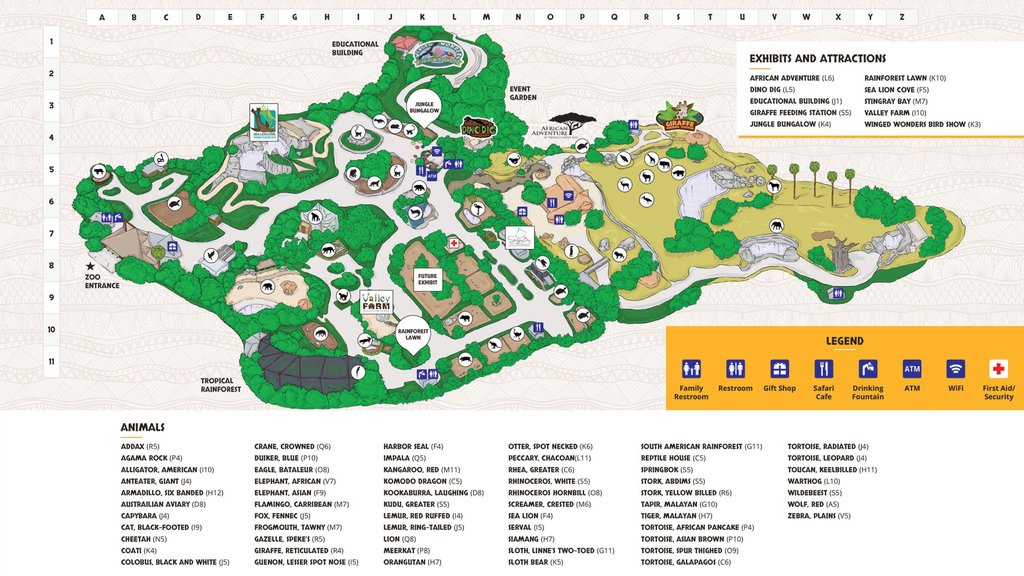 A B C D E F G H I J K L M N O P Q R S T U V W X Y Z
1
2
3
4
5
6
7
8
9
10
11
EDUCATIONAL
BUILDING
EVENT
GARDEN
JUNGLE
BUNGALOW
SEA LION COVE
DINO DIG
AFRICAN
ADVENTURE
GIRAFFE
ATM
ZOO
ENTRANCE
FUTURE
EXHIBIT
Valley
FARM
RAINFOREST
LAWN
TROPICAL
RAINFOREST
EXHIBITS AND ATTRACTIONS
AFRICAN ADVENTURE (L6)
DINO DIG (L5)
EDUCATIONAL BUILDING (J1)
GIRAFFE FEEDING STATION (S5)
JUNGLE BUNGALOW (K4)
RAINFOREST LAWN (K10)
SEA LION COVE (F5)
STINGRAY BAY (M7)
VALLEY FARM (I10)
WINGED WONDERS BIRD SHOW (K3)
LEGEND
ATM
Family
Restroom
Restroom
Gift Shop
Safari
Cafe
Drinking
Fountain
ATM
WiFi
First Aid/
Security
ANIMALS
ADDAX (R5)
AGAMA ROCK (P4)
ALLIGATOR, AMERICAN (I10)
ANTEATER, GIANT (J4)
ARMADILLO, SIX BANDED (H12)
AUSTRAILIAN AVIARY (D8)
CAPYBARA (J4)
CAT, BLACK-FOOTED (I9)
CHEETAH (N5)
COATI (K4)
COLOBUS, BLACK AND WHITE (J5)
CRANE, CROWNED (Q6)
DUIKER, BLUE (P10)
EAGLE, BATALEUR (O8)
ELEPHANT, AFRICAN (V7)
ELEPHANT, ASIAN (F9)
FLAMINGO, CARRIBEAN (M7)
FOX, FENNEC (J5)
FROGMOUTH, TAWNY (M7)
GAZELLE, SPEKE'S (R5)
GIRAFFE, RETICULATED (R4)
GUENON, LESSER SPOT NOSE (I5)
HARBOR SEAL (F4)
IMPALA (Q5)
KANGAROO, RED (M11)
KOMODO DRAGON (C5)
KOOKABURRA, LAUGHING (D8)
KUDU, GREATER (S5)
LEMUR, RED RUFFED (I4)
LEMUR, RING-TAILED (J5)
LION (Q8)
MEERKAT (P8)
ORANGUTAN (H7)
OTTER, SPOT NECKED (K6)
PECCARY, CHACOAN(L11)
RHEA, GREATER (C6)
RHINOCEROS, WHITE (S5)
RHINOCEROS HORNBILL (O8)
SCREAMER, CRESTED (M6)
SEA LION (F4)
SERVAL (I5)
SIAMANG (H7)
SLOTH, LINNE'S TWO-TOED (G11)
SLOTH BEAR (K5)
SOUTH AMERICAN RAINFOREST (G11)
REPTILE HOUSE (C5)
SPRINGBOK (S5)
STORK, ABDIMS (S5)
STORK, YELLOW BILLED (R6)
TAPIR, MALAYAN (G10)
TIGER, MALAYAN (H7)
TORTOISE, AFRICAN PANCAKE (P4)
TORTOISE, ASIAN BROWN (P10)
TORTOISE, SPUR THIGHED (O9)
TORTOISE, GALAPAGOS (C6)
TORTOISE, RADIATED (J4)
TORTOISE, LEOPARD (J4)
TOUCAN, KEELBILLED (H11)
WARTHOG (L10)
WILDEBEEST (S5)
WOLF, RED (A5)
ZEBRA, PLAINS (V5)